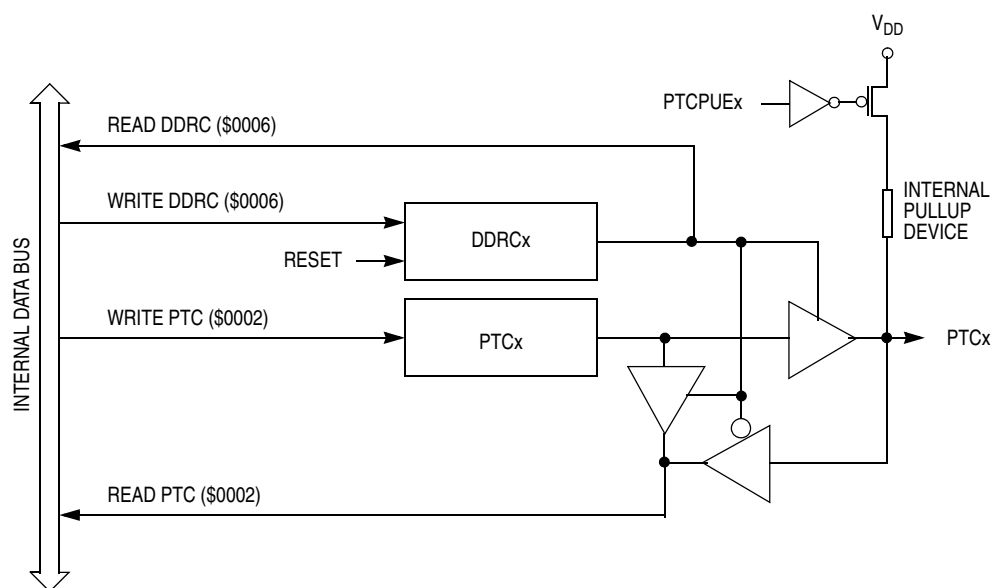 VDD
PTCPUEx
READ DDRC ($0006)
WRITE DDRC ($0006)
INTERNAL
PULLUP
DEVICE
DDRCx
RESET
WRITE PTC ($0002)
PTCx
PTCx
INTERNAL DATA BUS
READ PTC ($0002)